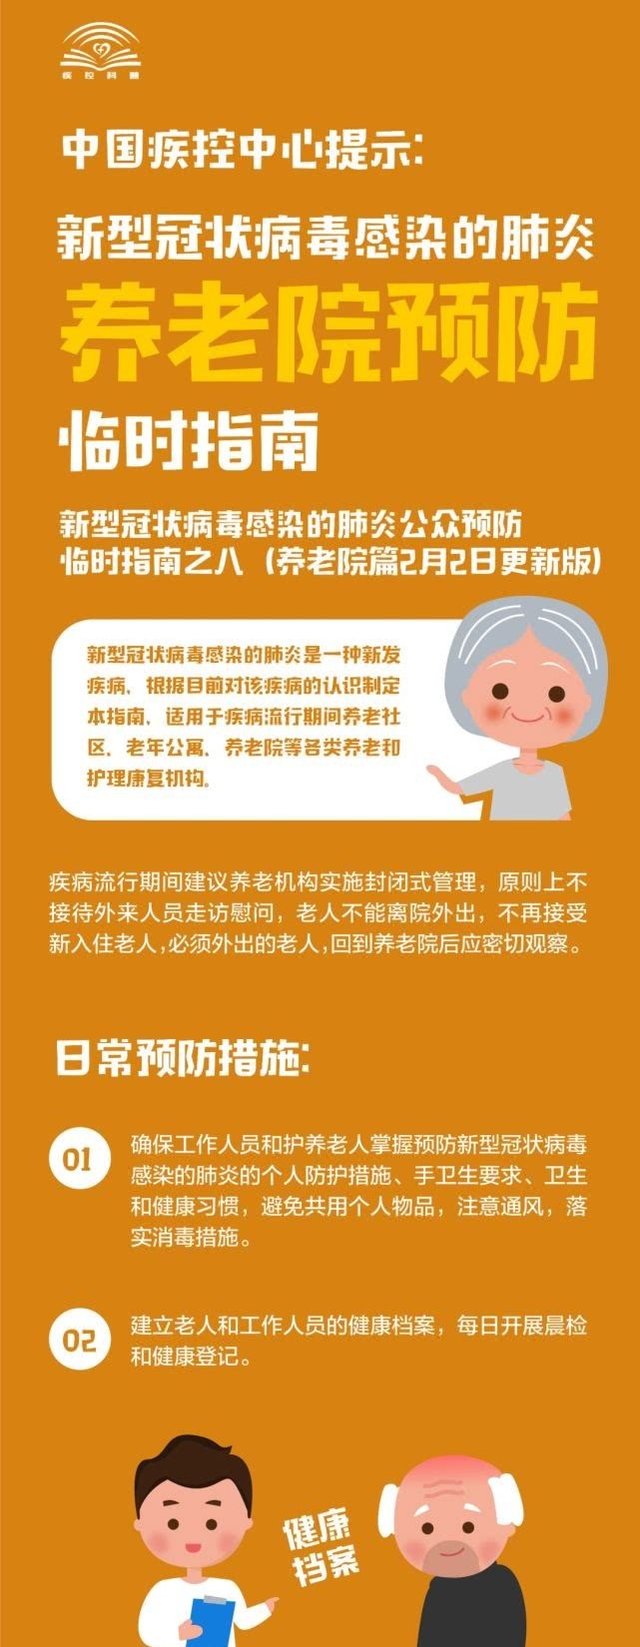 疾控科普
中国疾控中心提示:
新型冠状病毒感染的肺炎
养老院预防
临时指南
新型冠状病毒感染的肺炎公众预防
临时指南之八（养老院篇2月2日更新版）
新型冠状病毒感染的肺炎是一种新发
疾病，根据目前对该疾病的认识制定
本指南，适用于疾病流行期间养老社
区、老年公寓、养老院等各类养老和
护理康复机构。
疾病流行期间建议养老机构实施封闭式管理，原则上不
接待外来人员走访慰问，老人不能离院外出，不再接受
新入住老人，必须外出的老人，回到养老院后应密切观察。
日常预防措施:
01
确保工作人员和护养老人掌握预防新型冠状病毒
感染的肺炎的个人防护措施、手卫生要求、卫生
和健康习惯，避免共用个人物品，注意通风，落
实消毒措施。
02
建立老人和工作人员的健康档案，每日开展晨检
和健康登记。
健康
挡案